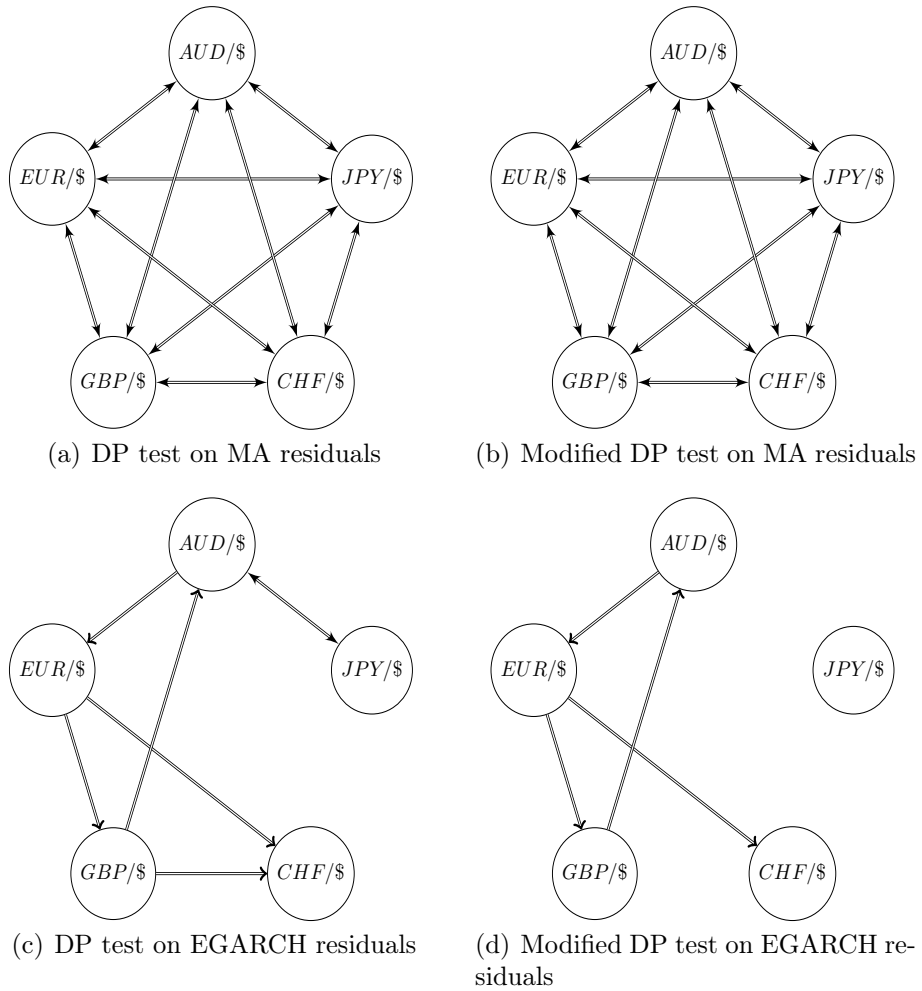 AUD/$
AUD/$
EUR/$
JPY/$
EUR/$
JPY/$
GBP/$
CHF/$
GBP/$
CHF/$
(a) DP test on MA residuals
(b) Modified DP test on MA residuals
AUD/$
AUD/$
EUR/$
JPY/$
EUR/$
JPY/$
GBP/$
CHF/$
GBP/$
CHF/$
(c) DP test on EGARCH residuals
(d) Modified DP test on EGARCH re-
siduals